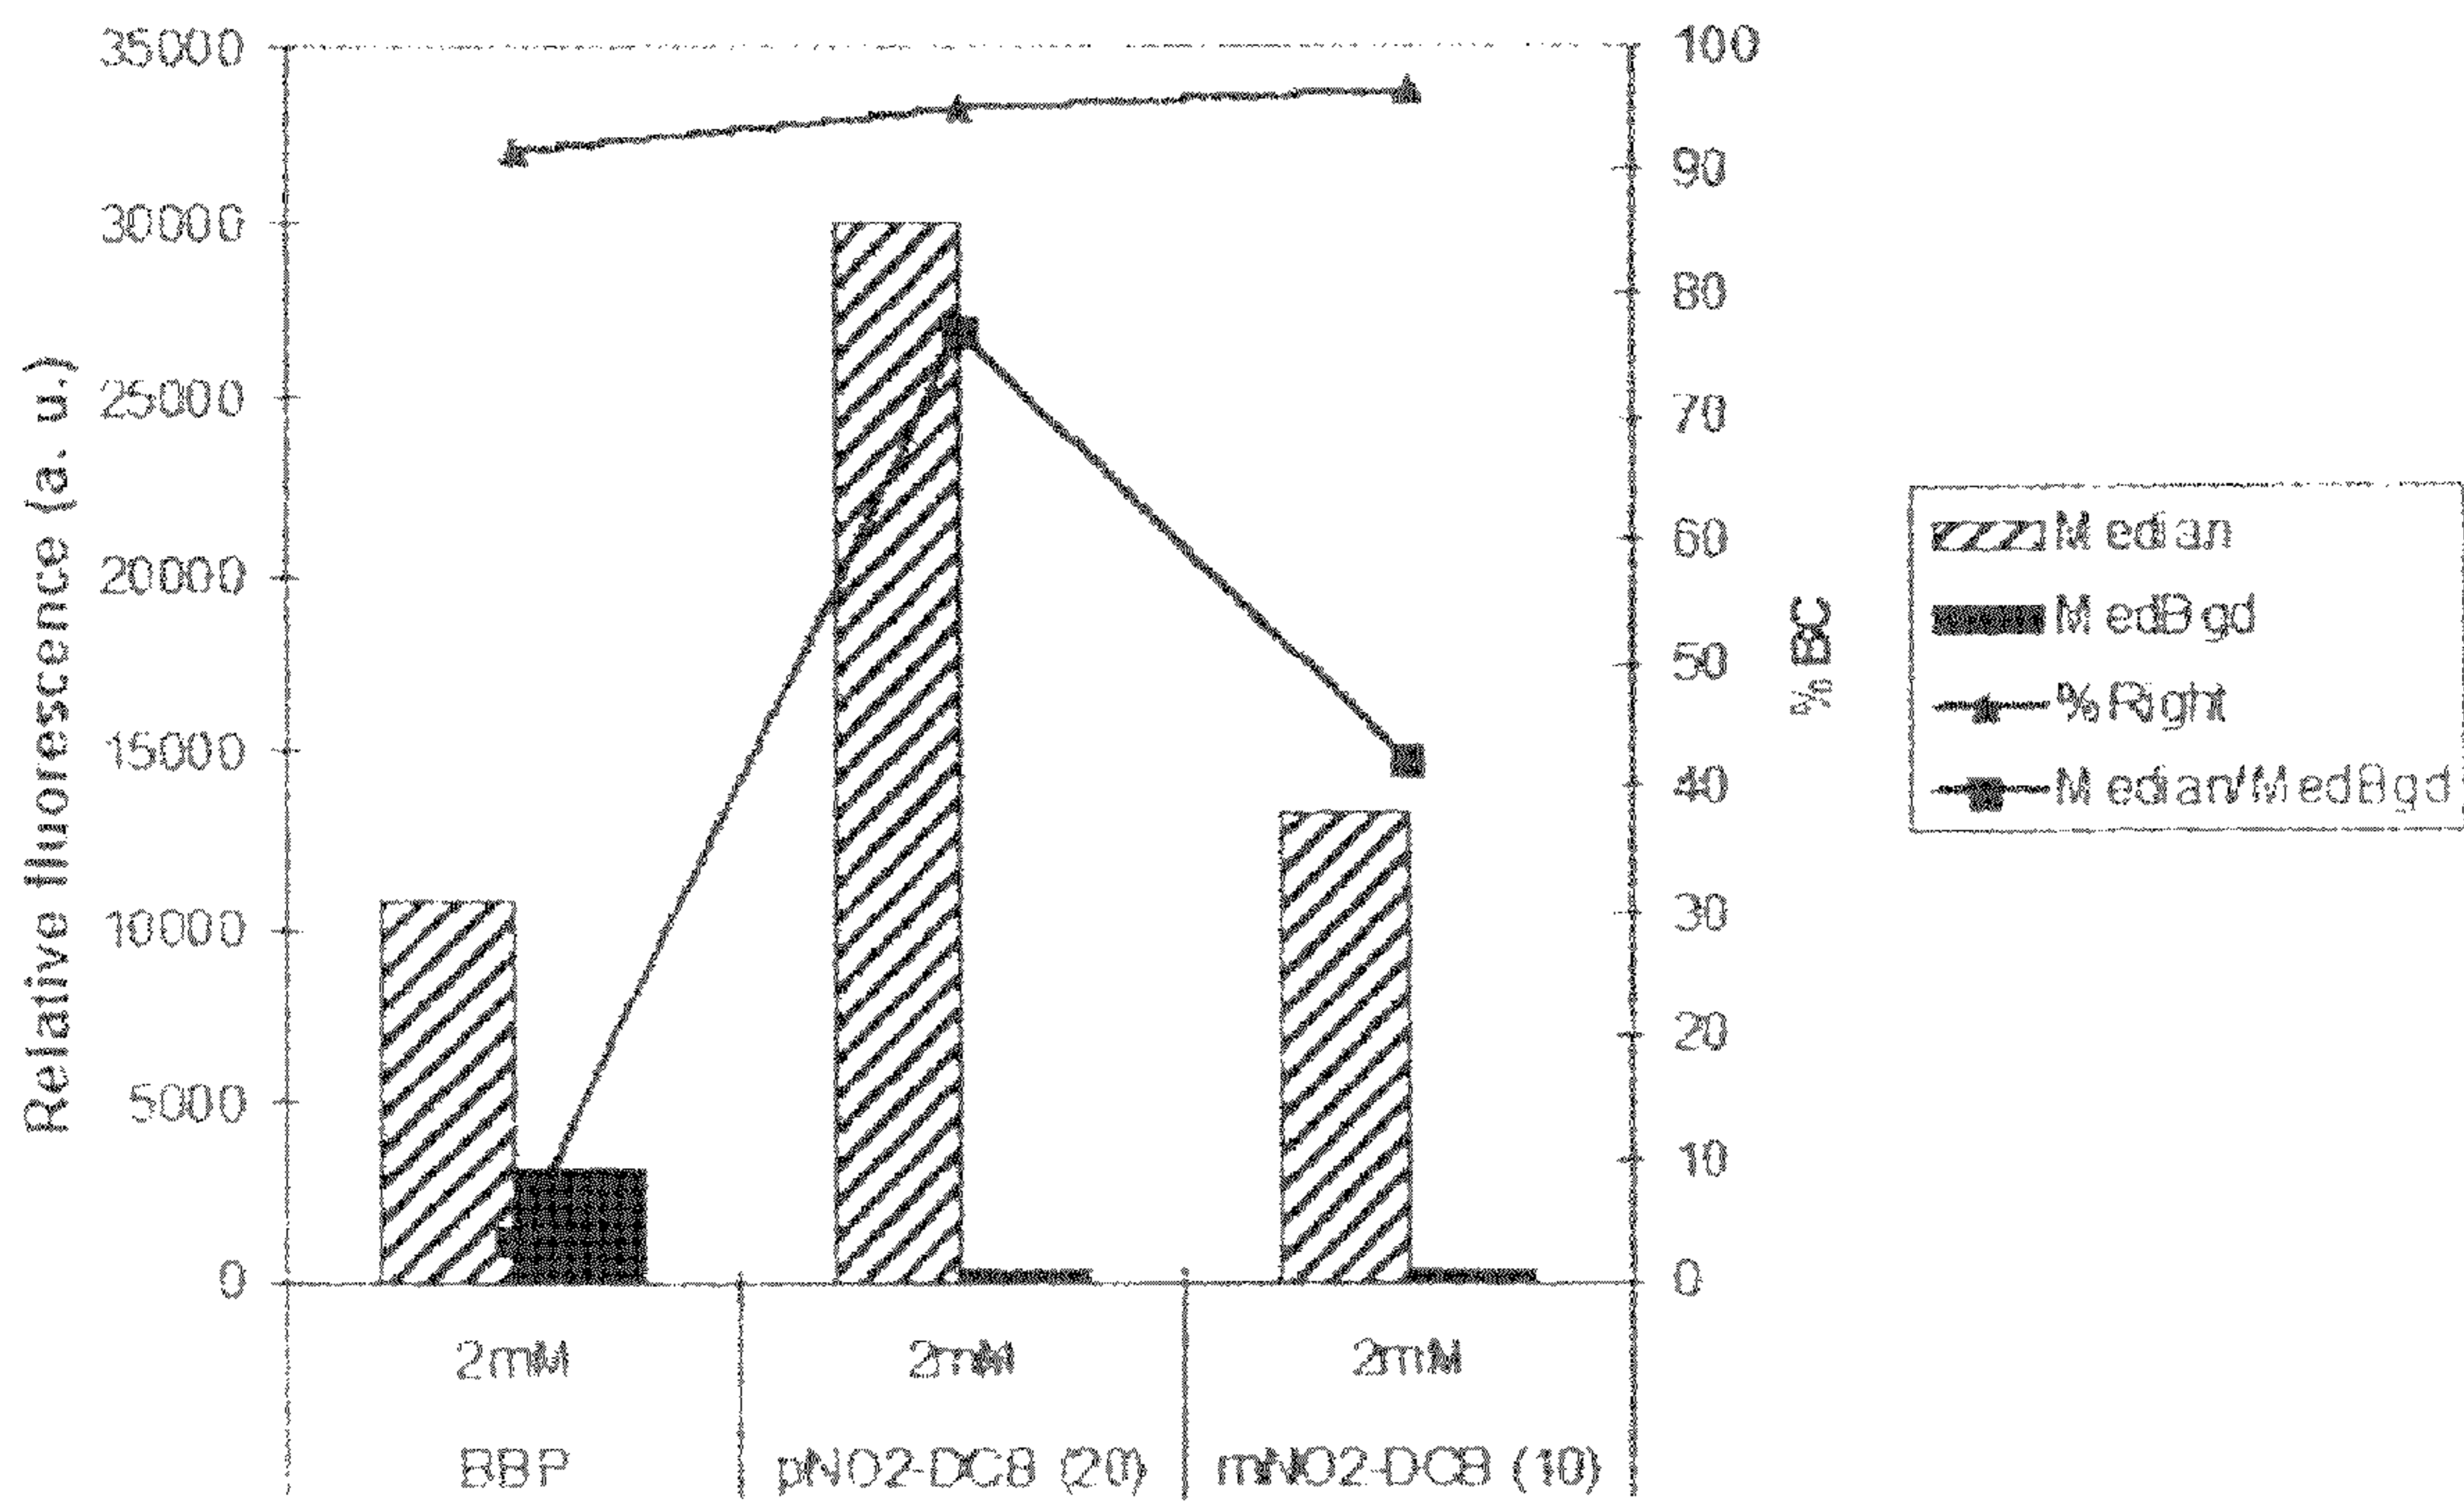 Relative fluorescence (a. u.)
35000
30000
25000
20000
15000
10000
5000
0
100
90
80
70
60
50
40
30
20
10
0
% BC
Median
MedBgd
%Right
Median/MedBgd
2mM
2mM
2mM
BBP
pNO2-DCB (20)
mNO2-DCB (10)